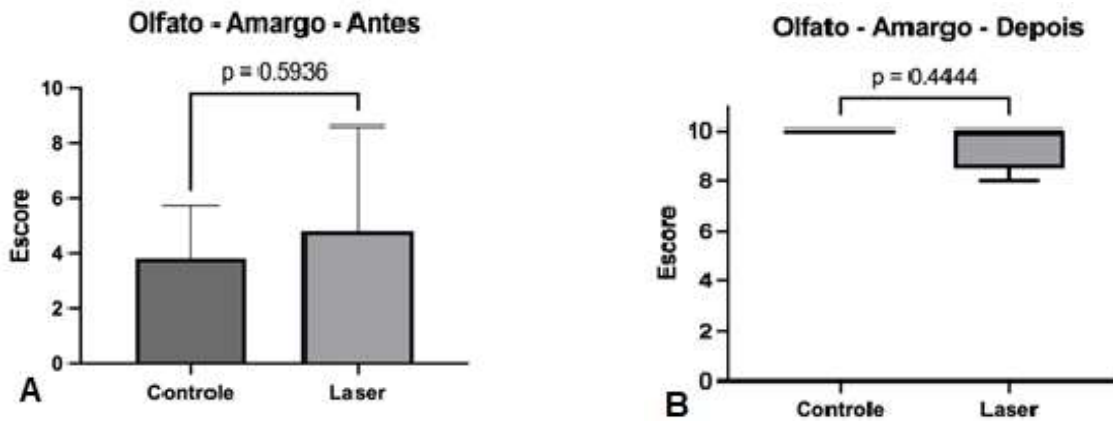 Olfato - Amargo - Antes
p = 0.5936
10
8
6
4
2
0
Escore
Controle
Laser
A
Olfato - Amargo - Depois
p = 0.4444
10
8
6
4
2
0
Escore
Controle
Laser
B